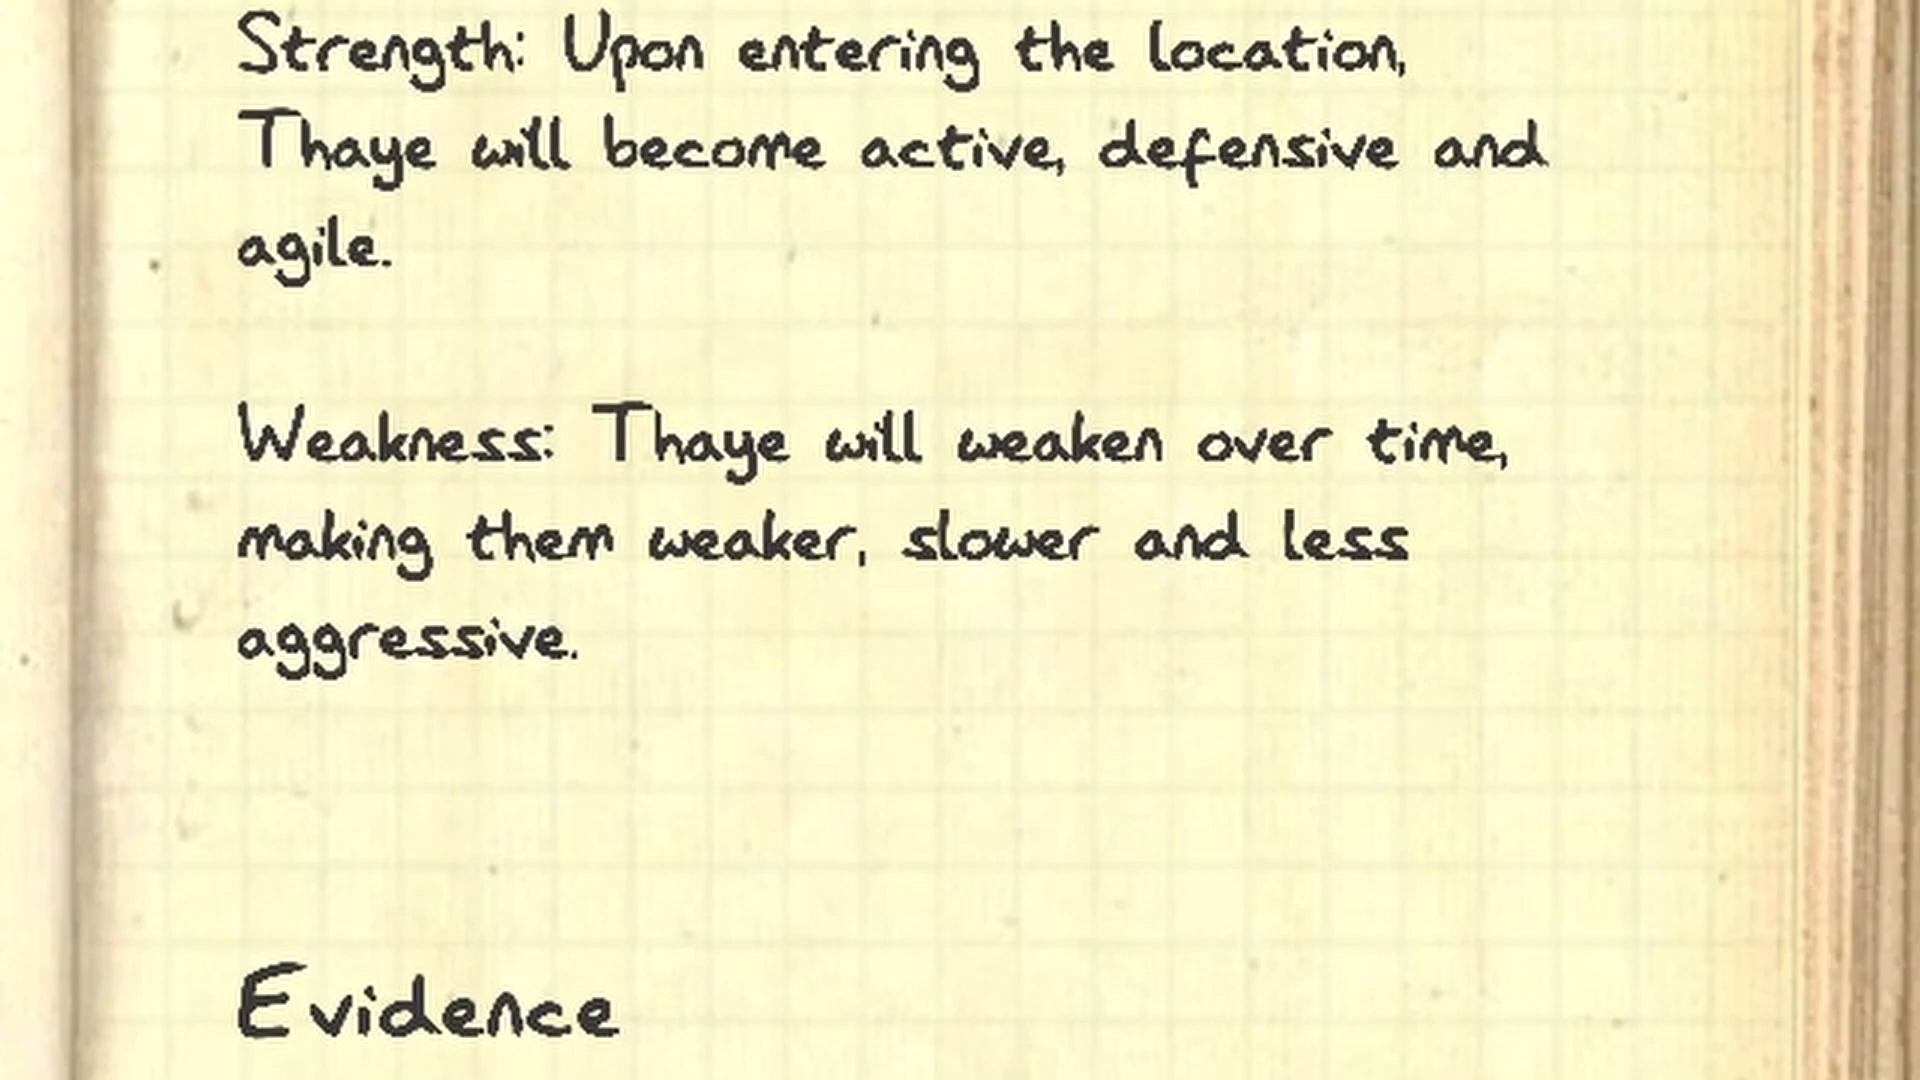 Strength: Upon entering the location,
Thaye will become active, defensive and
agile.
Weakness: Thaye will weaken over time,
making them weaker, slower and less
aggressive.
Evidence